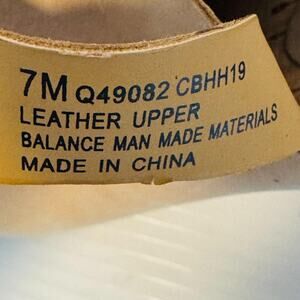 7M Q49082 CBHH19
LEATHER UPPER
BALANCE MAN MADE MATERIALS
MADE IN CHINA